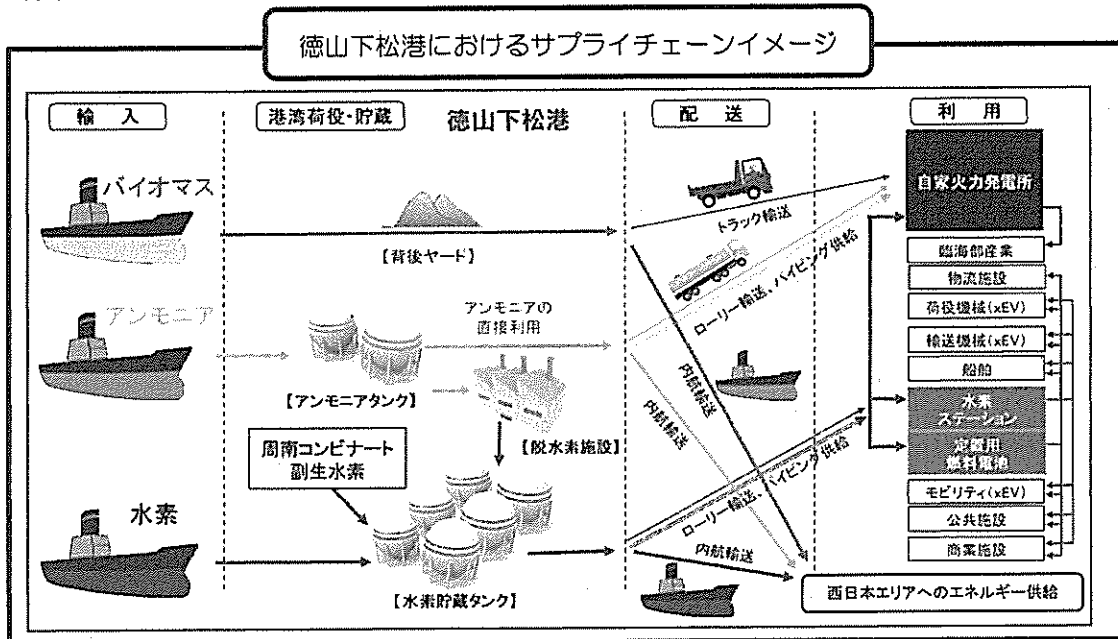 徳山下松港におけるサプライチェーンイメージ
輸入
港湾荷役・貯蔵
徳山下松港
配送
利用
バイオマス
【背後ヤード】
トラック輸送
自家火力発電所
臨海部産業
物流施設
荷役機械(xEV)
輸送機械(xEV)
船舶
水素
ステーション
定置用
燃料電池
モビリティ(xEV)
公共施設
商業施設
アンモニア
アンモニアの
直接利用
【アンモニアタンク】
【脱水素施設】
ローリー輸送、パイピング供給
内航輸送
内航輸送
周南コンビナート
副生水素
水素
【水素貯蔵タンク】
ローリー輸送、パイピング供給
内航輸送
西日本エリアへのエネルギー供給